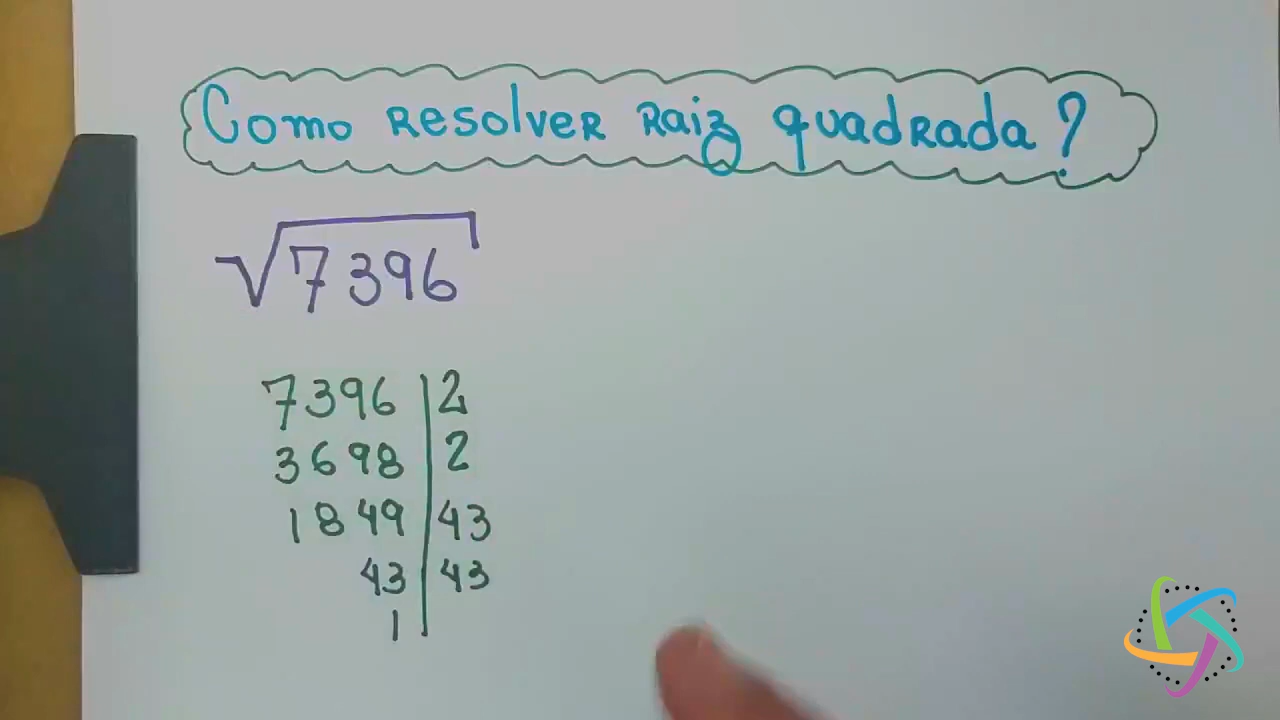 Como resolver raiz quadrada?
√7396
7396 | 2
3698 | 2
1849 | 43
43 | 43
1